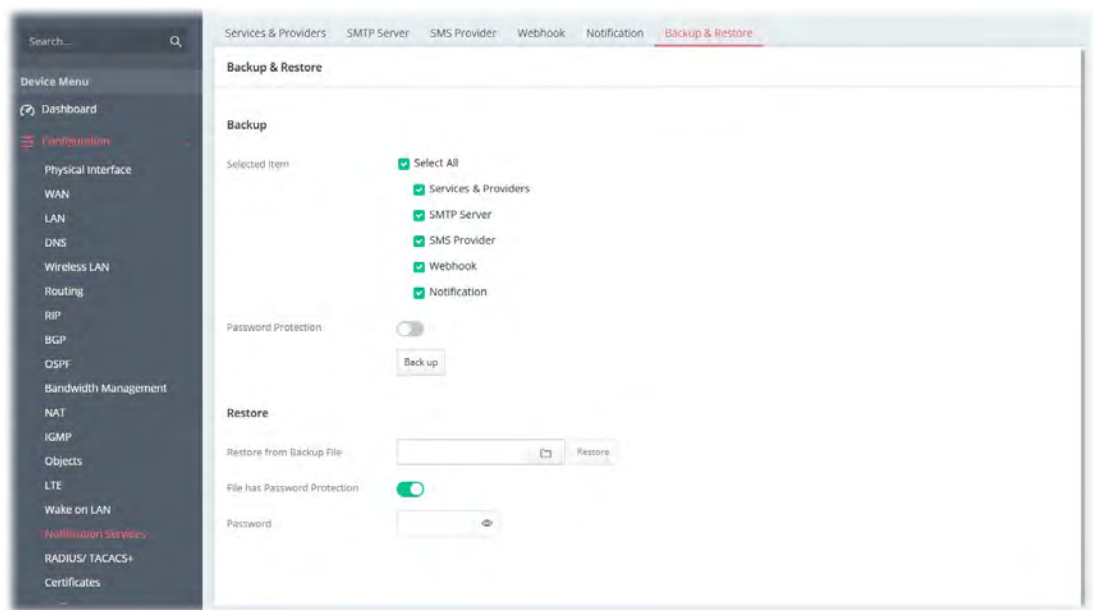 Search...
Services & Providers SMTP Server SMS Provider Webhook Notification Backup & Restore
Backup & Restore
Device Menu
Dashboard
Configuration
Physical Interface
WAN
LAN
DNS
Wireless LAN
Routing
RIP
BGP
OSPF
Bandwidth Management
NAT
IGMP
Objects
LTE
Wake on LAN
Notification Services
RADIUS/ TACACS+
Certificates
Backup
Selected Item
Select All
Services & Providers
SMTP Server
SMS Provider
Webhook
Notification
Password Protection
Back up
Restore
Restore from Backup File
Restore
File has Password Protection
Password